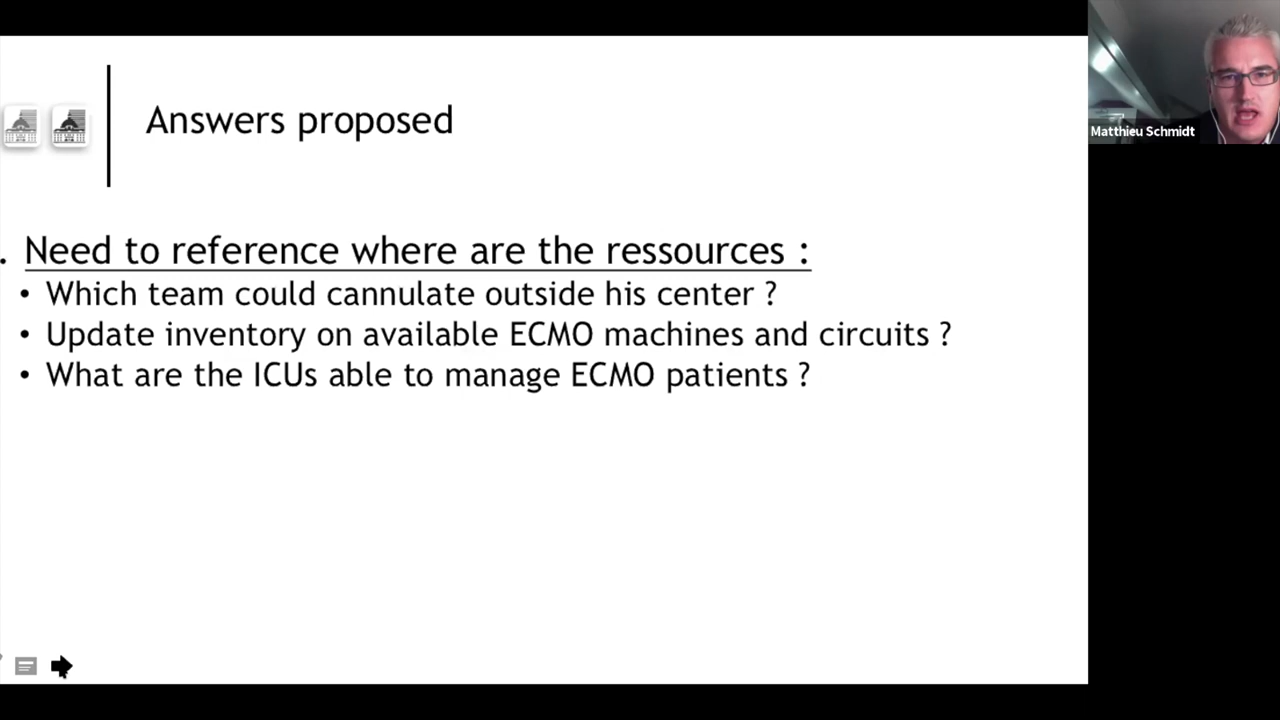 Answers proposed
Matthieu Schmidt
. Need to reference where are the ressources :
• Which team could cannulate outside his center ?
• Update inventory on available ECMO machines and circuits ?
• What are the ICUs able to manage ECMO patients ?